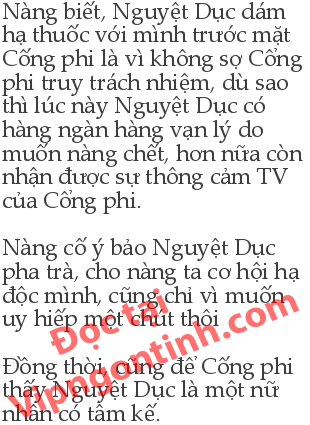 Nàng biết, Nguyệt Dục dám
hạ thuốc với mình trước mặt
Cống phi là vì không sợ Cống
phi truy trách nhiệm, dù sao
thì lúc này Nguyệt Dục có
hàng ngàn hàng vạn lý do
muốn nàng chết, hơn nữa còn
nhận được sự thông cảm TV
của Cống phi.
Nàng cố ý bảo Nguyệt Dục
pha trà, cho nàng ta cơ hội hạ
độc mình, cũng chỉ vì muốn
uy hiếp một chút thôi
Đồng thời, cũng để Cống phi
thấy Nguyệt Dục là một nữ
nhân có tâm kế.
Đọc tại
Vipngontinh.com